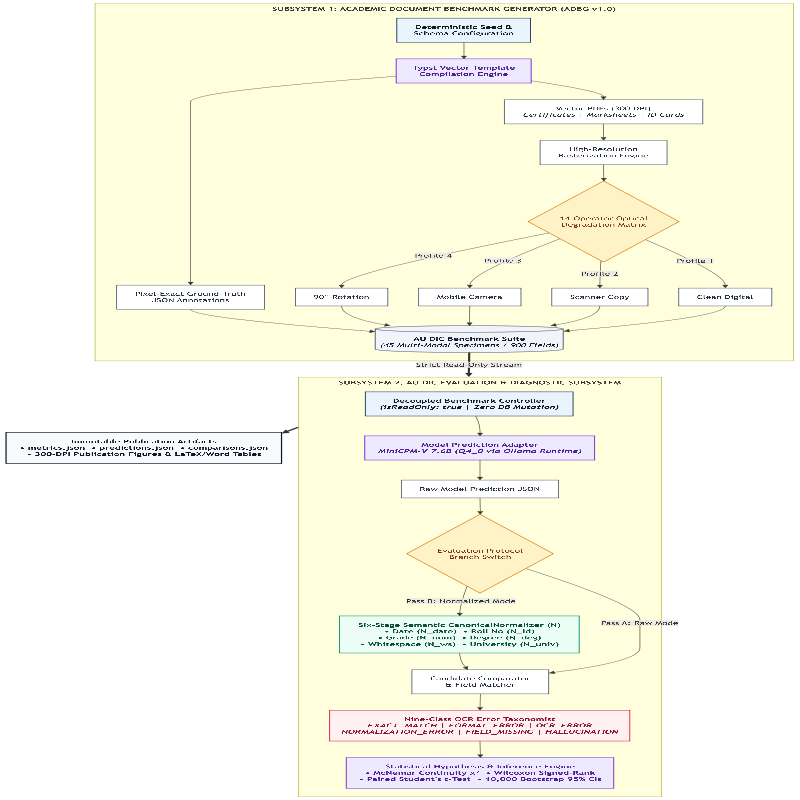 SUBSYSTEM 1: ACADEMIC DOCUMENT BENCHMARK GENERATOR (ADBG v1.0)
Deterministic Seed &
Schema Configuration
Typst Vector Template
Compilation Engine
Vector PDFs (300 DPI)
Certificates · Marksheets · ID Cards
High-Resolution
Rasterization Engine
14-Operator Optical
Degradation Matrix
Profile 4
Profile 3
Profile 2
Profile 1
Pixel-Exact Ground-Truth
JSON Annotations
90° Rotation
Mobile Camera
Scanner Copy
Clean Digital
AU DIC Benchmark Suite
(45 Multi-Modal Specimens / 900 Fields)
Strict Read-Only Stream
SUBSYSTEM 2: AU DIC EVALUATION & DIAGNOSTIC SUBSYSTEM
Decoupled Benchmark Controller
(isReadOnly: true | Zero DB Mutation)
Immutable Publication Artifacts
• metrics.json • predictions.json • comparisons.json
• 300-DPI Publication Figures & LaTeX/Word Tables
Model Prediction Adapter
MiniCPM-V 7.6B (Q4_0 via Ollama Runtime)
Raw Model Prediction JSON
Evaluation Protocol
Branch Switch
Pass B: Normalized Mode
Pass A: Raw Mode
Six-Stage Semantic CanonicalNormalizer (N)
• Date (N_date) • Roll No (N_id)
• Grade (N_num) • Degree (N_deg)
• Whitespace (N_ws) • University (N_univ)
Candidate Comparator
& Field Matcher
Nine-Class OCR Error Taxonomist
EXACT_MATCH | FORMAT_ERROR | OCR_ERROR
NORMALIZATION_ERROR | FIELD_MISSING | HALLUCINATION
Statistical Hypothesis & Inference Engine
• McNemar Continuity χ² • Wilcoxon Signed-Rank
• Paired Student's t-Test • 10,000 Bootstrap 95% CIs